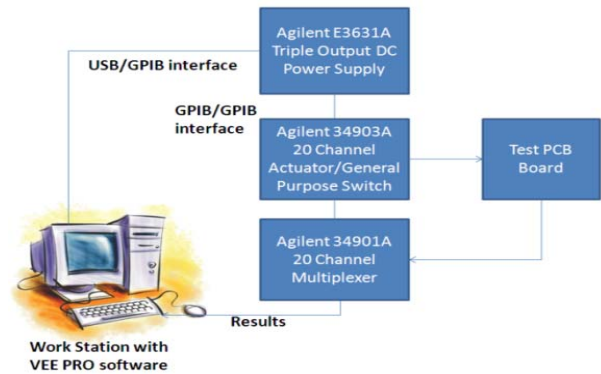 Agilent E3631A
Triple Output DC
Power Supply
USB/GPIB interface
GPIB/GPIB
interface
Agilent 34903A
20 Channel
Actuator/General
Purpose Switch
Test PCB
Board
Agilent 34901A
20 Channel
Multiplexer
Results
Work Station with
VEE PRO software